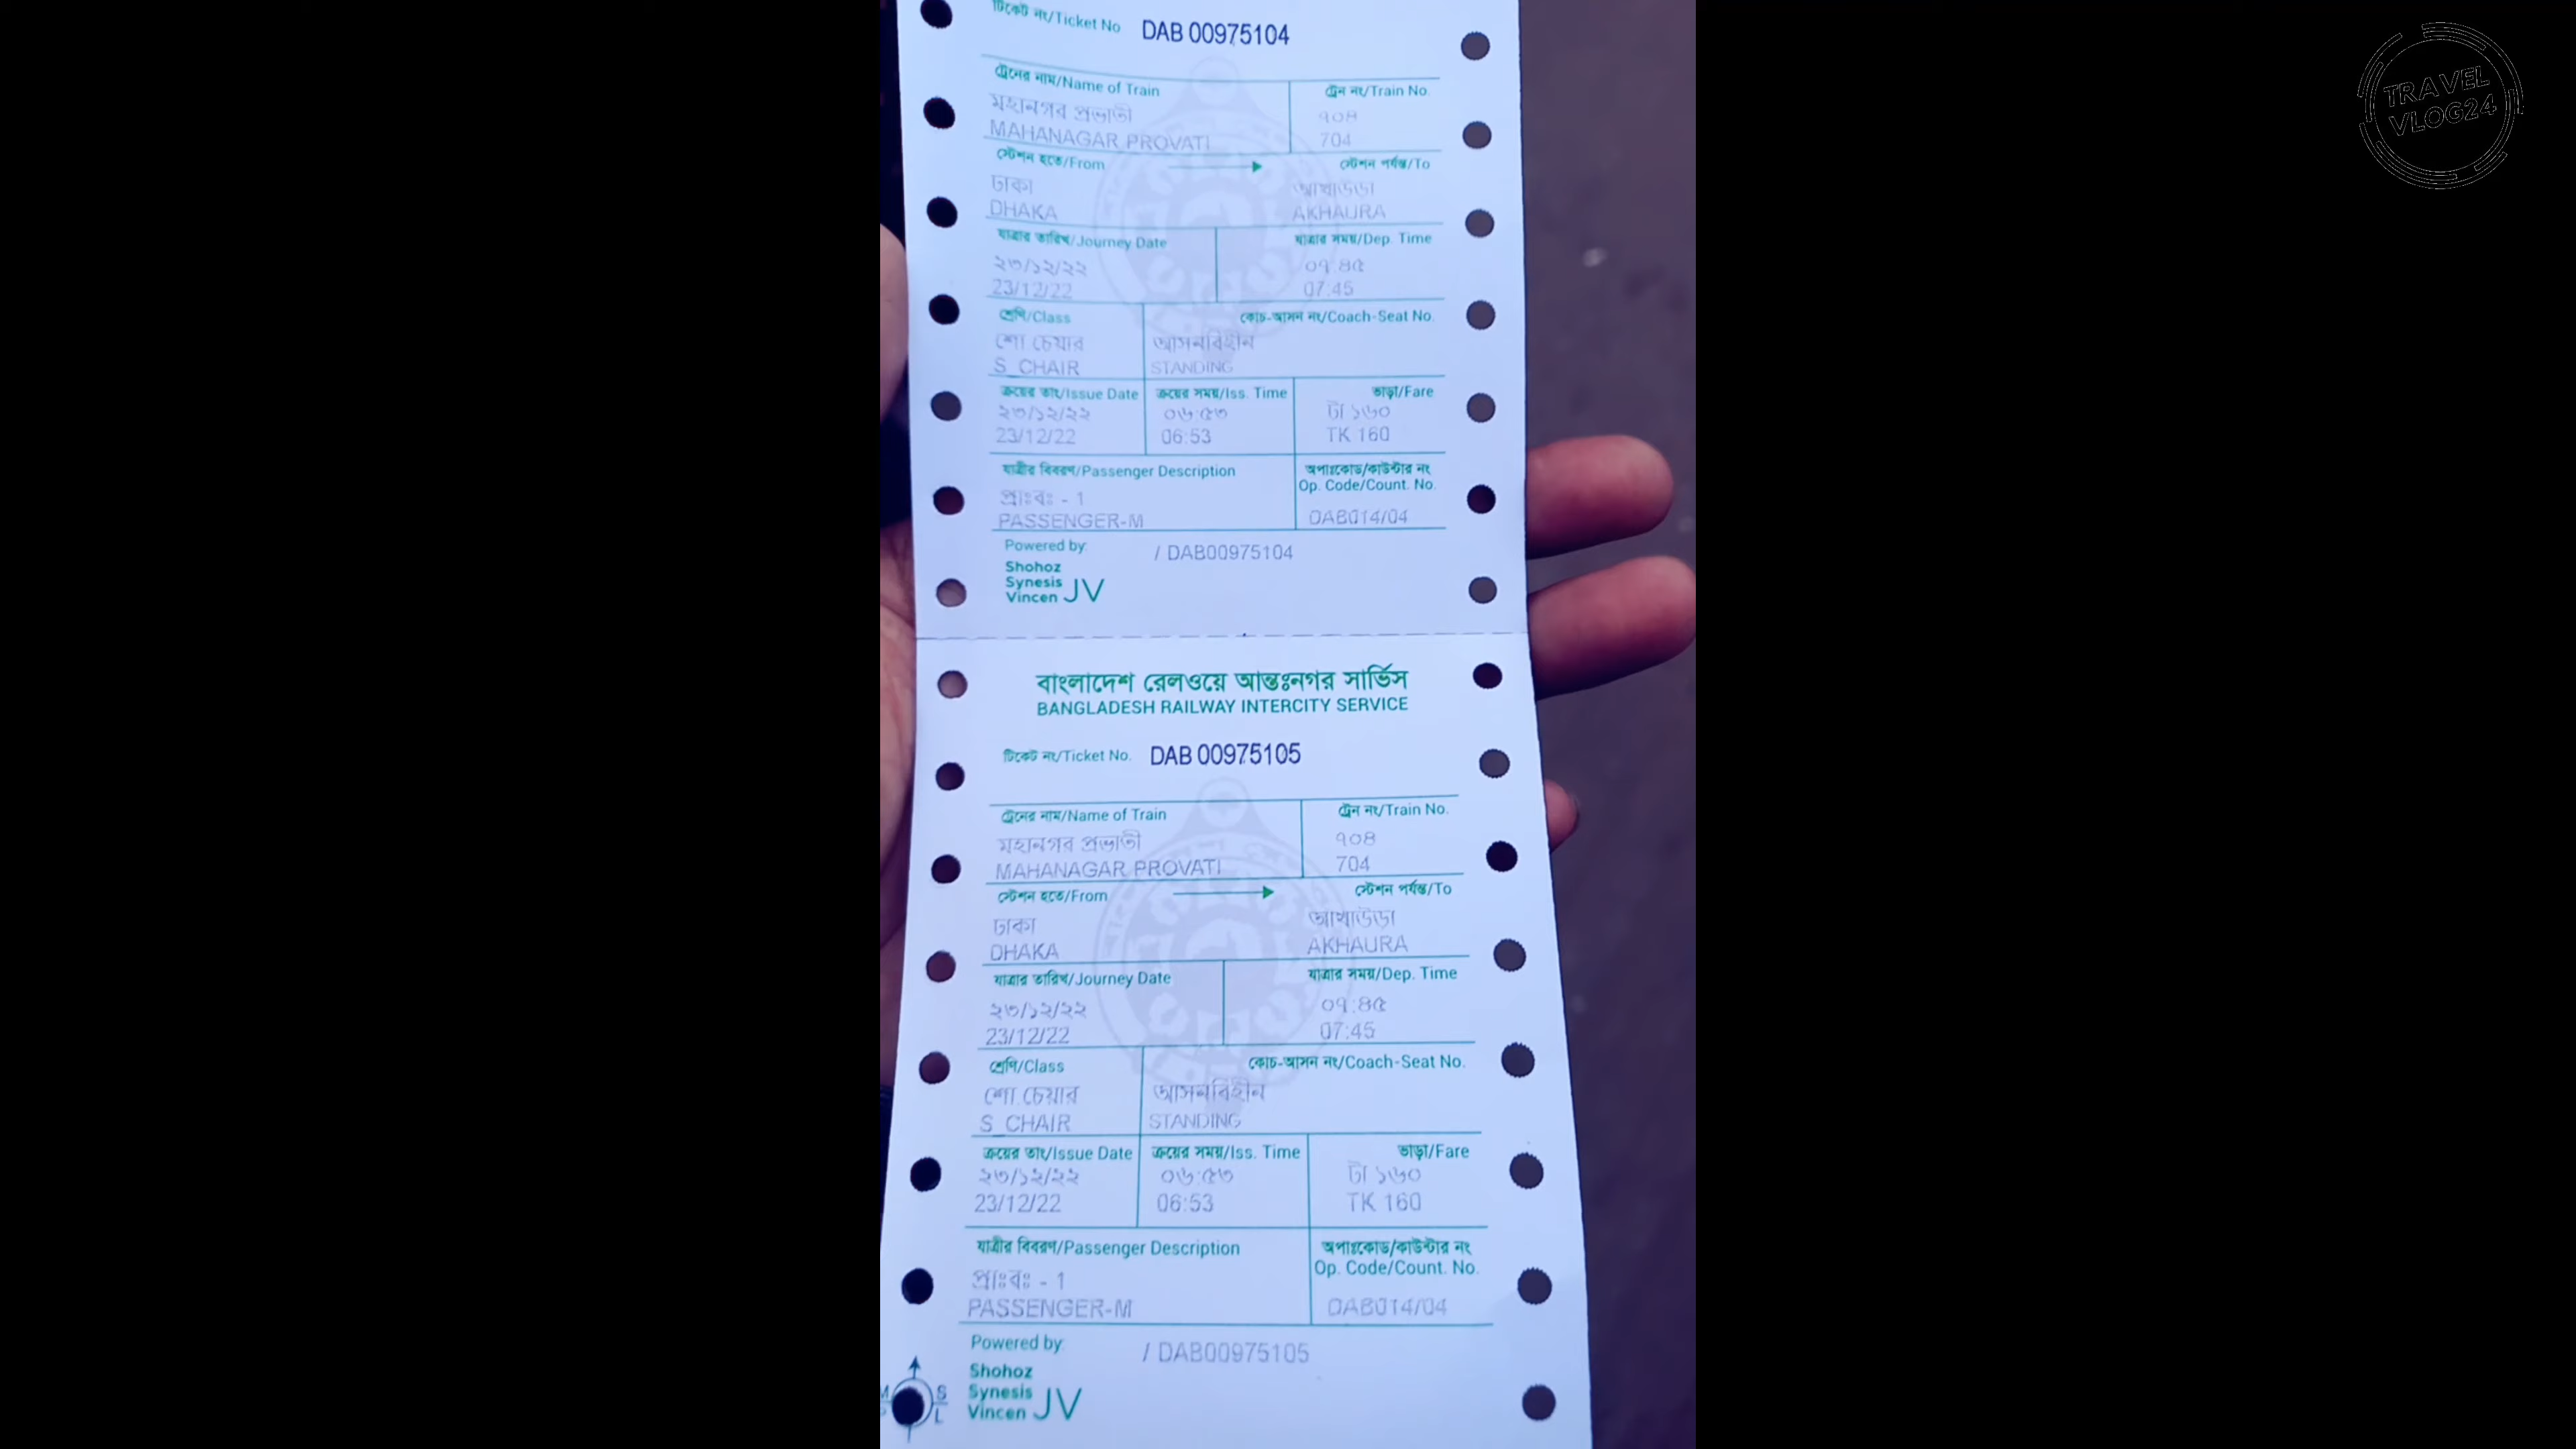 টিকেট নং/Ticket No DAB 00975104
ট্রেনের নাম/Name of Train ট্রেন নং/Train No.
মহানগর প্রভাতী ৭০৪
MAHANAGAR PROVATI 704
স্টেশন হতে/From স্টেশন পর্যন্ত/To
ঢাকা আখাউড়া
DHAKA AKHAURA
যাত্রার তারিখ/Journey Date যাত্রার সময়/Dep. Time
২৩/১২/২২ ০৭:৪৫
23/12/22 07:45
শ্রেণি/Class কোচ-আসন নং/Coach-Seat No.
শো.চেয়ার আসনবিহীন
S_CHAIR STANDING
ক্রয়ের তাং/Issue Date ক্রয়ের সময়/Iss. Time ভাড়া/Fare
২৩/১২/২২ ০৬:৫৩ টা ১৬০
23/12/22 06:53 TK 160
যাত্রীর বিবরণ/Passenger Description অপাঃকোড/কাউন্টার নং
Op. Code/Count. No.
প্রাঃবঃ - 1
PASSENGER-M DAB014/04
Powered by: / DAB00975104
Shohoz
Synesis JV
Vincen
বাংলাদেশ রেলওয়ে আন্তঃনগর সার্ভিস
BANGLADESH RAILWAY INTERCITY SERVICE
টিকেট নং/Ticket No. DAB 00975105
ট্রেনের নাম/Name of Train ট্রেন নং/Train No.
মহানগর প্রভাতী ৭০৪
MAHANAGAR PROVATI 704
স্টেশন হতে/From স্টেশন পর্যন্ত/To
ঢাকা আখাউড়া
DHAKA AKHAURA
যাত্রার তারিখ/Journey Date যাত্রার সময়/Dep. Time
২৩/১২/২২ ০৭:৪৫
23/12/22 07:45
শ্রেণি/Class কোচ-আসন নং/Coach-Seat No.
শো.চেয়ার আসনবিহীন
S_CHAIR STANDING
ক্রয়ের তাং/Issue Date ক্রয়ের সময়/Iss. Time ভাড়া/Fare
২৩/১২/২২ ০৬:৫৩ টা ১৬০
23/12/22 06:53 TK 160
যাত্রীর বিবরণ/Passenger Description অপাঃকোড/কাউন্টার নং
Op. Code/Count. No.
প্রাঃবঃ - 1
PASSENGER-M DAB014/04
Powered by: / DAB00975105
Shohoz
Synesis JV
Vincen
S
L
TRAVEL
VLOG24